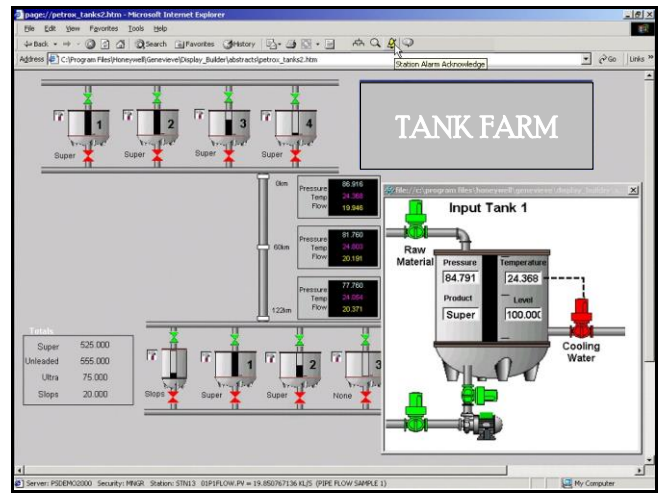 page://petrox_tanks2.htm - Microsoft Internet Explorer
File Edit View Favorites Tools Help
Back Search Favorites History
Address C:\Program Files\Honeywell\Genevieve\Display_Builder\abstracts\petrox_tanks2.htm Go Links »
Station Alarm Acknowledge
1 2 3 4
Super Super Super Super
TANK FARM
0km
Pressure 86.916
Temp 24.368
Flow 19.946
60km
Pressure 81.760
Temp 24.803
Flow 20.191
122km
Pressure 77.760
Temp
Flow 20.371
file://c:\program files\honeywell\genevieve\display_builder
Input Tank 1
Raw
Material
Pressure Temperature
84.791 24.368
Product Level
Super 100.00
Cooling
Water
Totals
Super 525.000
Unleaded 555.000
Ultra 75.000
Slops 20.000
1 2 3
Slops Super Super None
Server: PSDEMO2000 Security: MNGR Station: STN13 01P1FLOW.PV = 19.850767136 KL/S (PIPE FLOW SAMPLE 1) My Computer